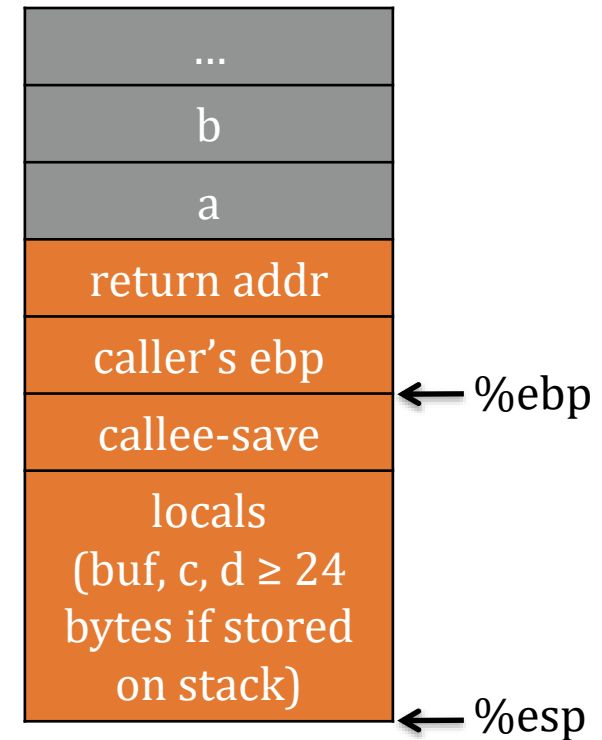 ...
b
a
return addr
caller’s ebp
%ebp
callee-save
locals
(buf, c, d ≥ 24
bytes if stored
on stack)
%esp